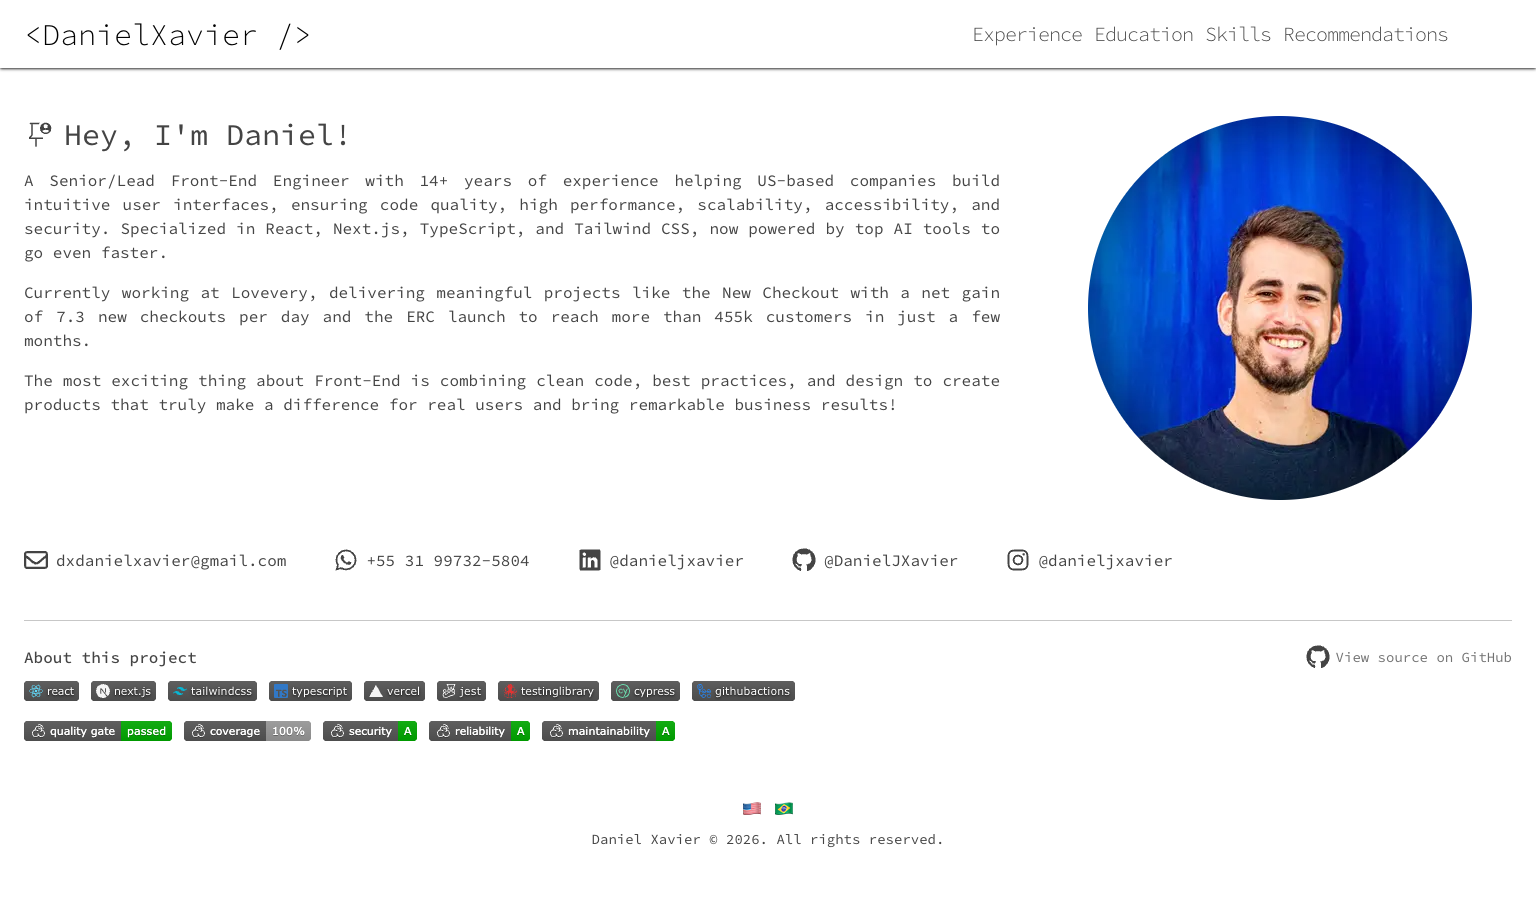 <DanielXavier />
Experience Education Skills Recommendations
Hey, I'm Daniel!
A Senior/Lead Front-End Engineer with 14+ years of experience helping US-based companies build
intuitive user interfaces, ensuring code quality, high performance, scalability, accessibility, and
security. Specialized in React, Next.js, TypeScript, and Tailwind CSS, now powered by top AI tools to
go even faster.
Currently working at Lovevery, delivering meaningful projects like the New Checkout with a net gain
of 7.3 new checkouts per day and the ERC launch to reach more than 455k customers in just a few
months.
The most exciting thing about Front-End is combining clean code, best practices, and design to create
products that truly make a difference for real users and bring remarkable business results!
dxdanielxavier@gmail.com +55 31 99732-5804 @danieljxavier @DanielJXavier @danieljxavier
About this project
View source on GitHub
react next.js tailwindcss typescript vercel jest testinglibrary cypress githubactions
quality gate passed coverage 100% security A reliability A maintainability A
Daniel Xavier © 2026. All rights reserved.